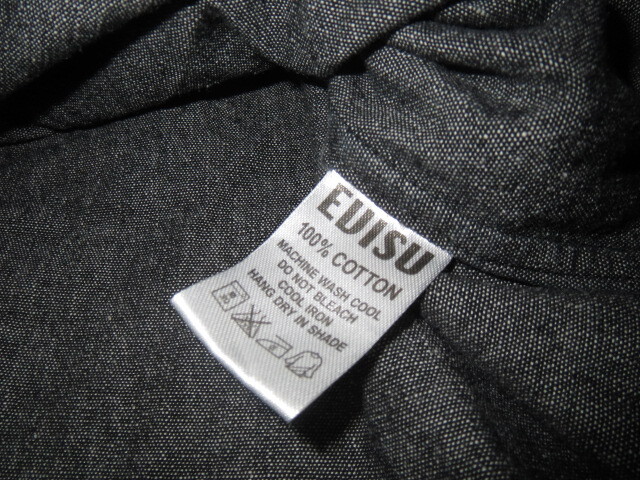 EVISU
100% COTTON
MACHINE WASH COOL
DO NOT BLEACH
COOL IRON
HANG DRY IN SHADE